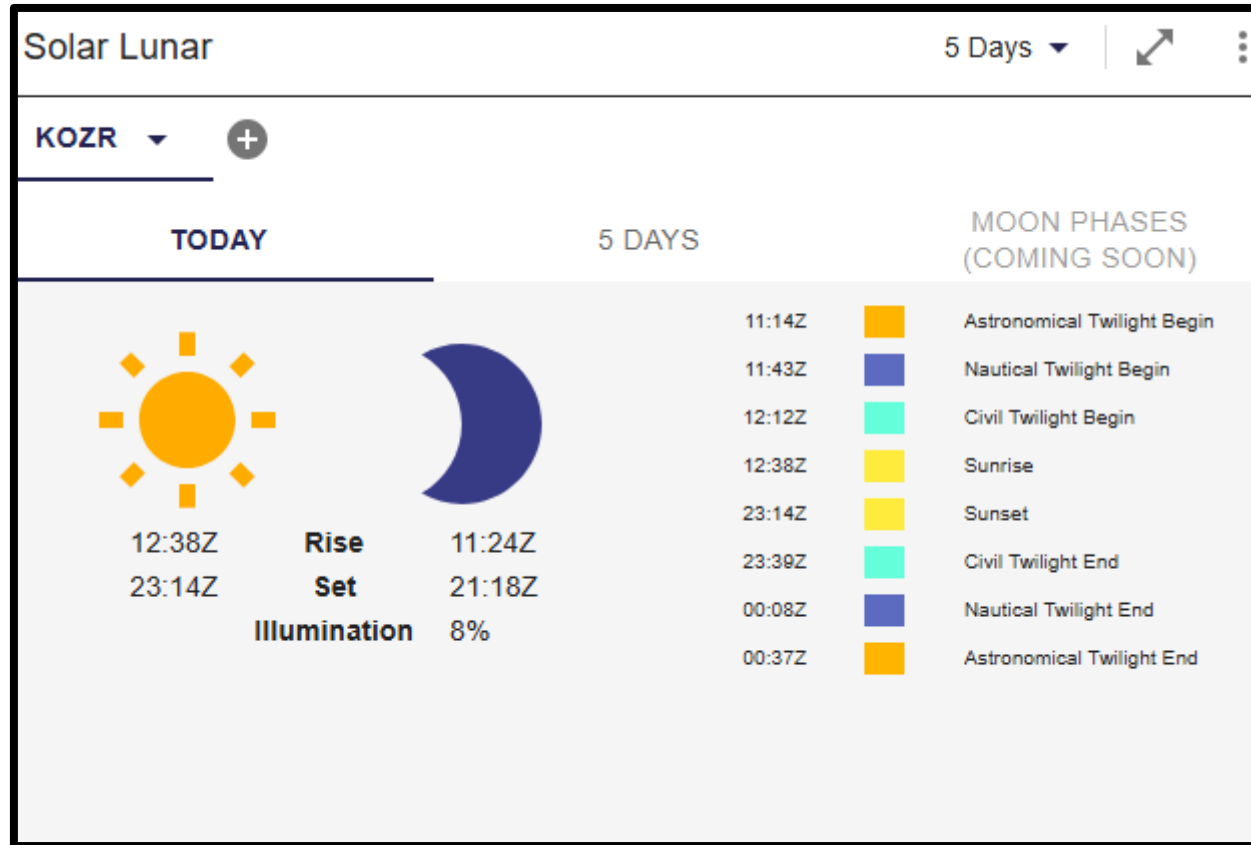 Solar Lunar
5 Days
KOZR
TODAY
5 DAYS
MOON PHASES
(COMING SOON)
12:38Z Rise 11:24Z
23:14Z Set 21:18Z
Illumination 8%
11:14Z Astronomical Twilight Begin
11:43Z Nautical Twilight Begin
12:12Z Civil Twilight Begin
12:38Z Sunrise
23:14Z Sunset
23:39Z Civil Twilight End
00:08Z Nautical Twilight End
00:37Z Astronomical Twilight End